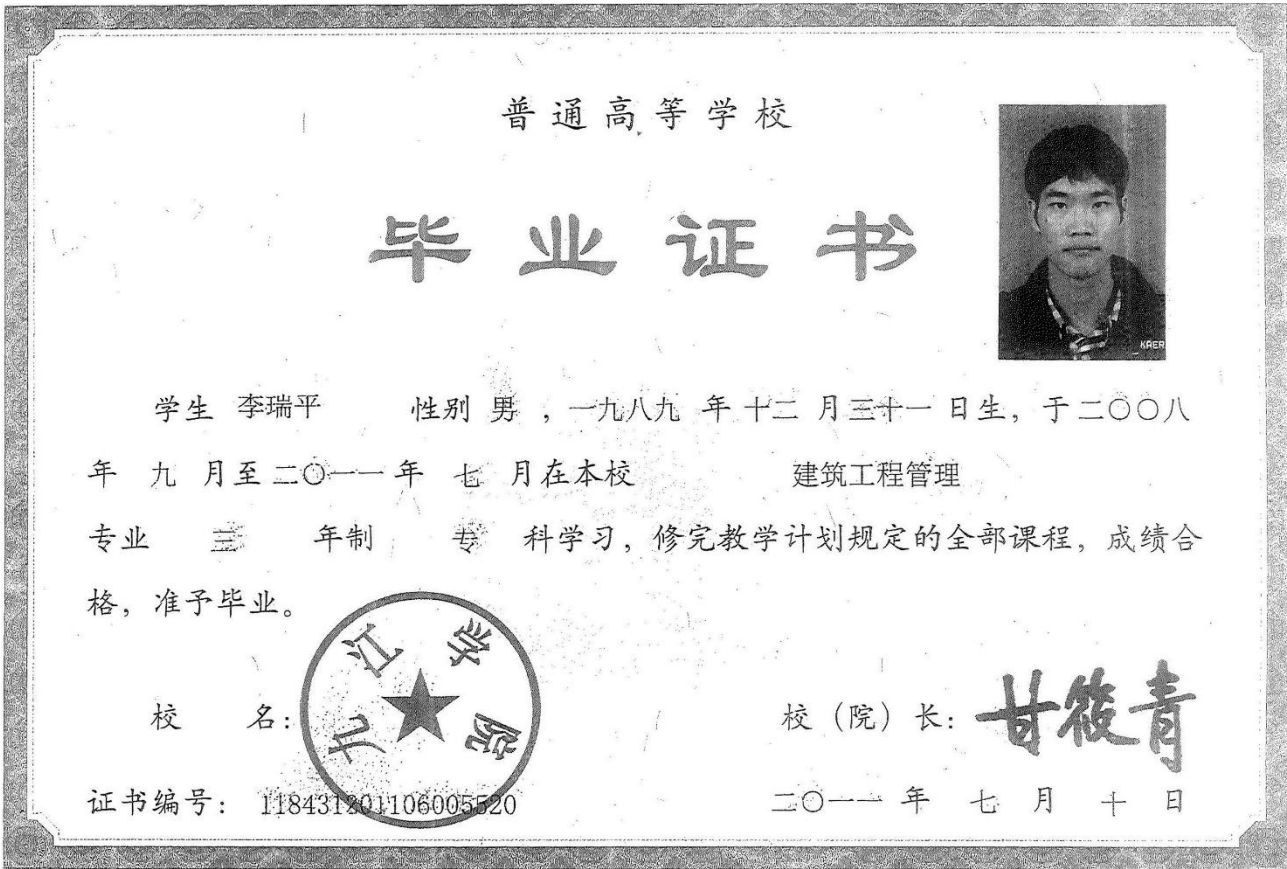 普通高等学校
毕业证书
KAER
学生 李瑞平 性别 男 ，一九八九 年 十二 月 三十一 日生，于 二〇〇八
年 九 月至 二〇一一 年 七 月在本校 建筑工程管理
专业 三 年制 专 科学习，修完教学计划规定的全部课程，成绩合
格，准予毕业。
九江学院
校 名：
校（院）长：甘筱青
证书编号：118431201106005520
二〇一一 年 七 月 十 日